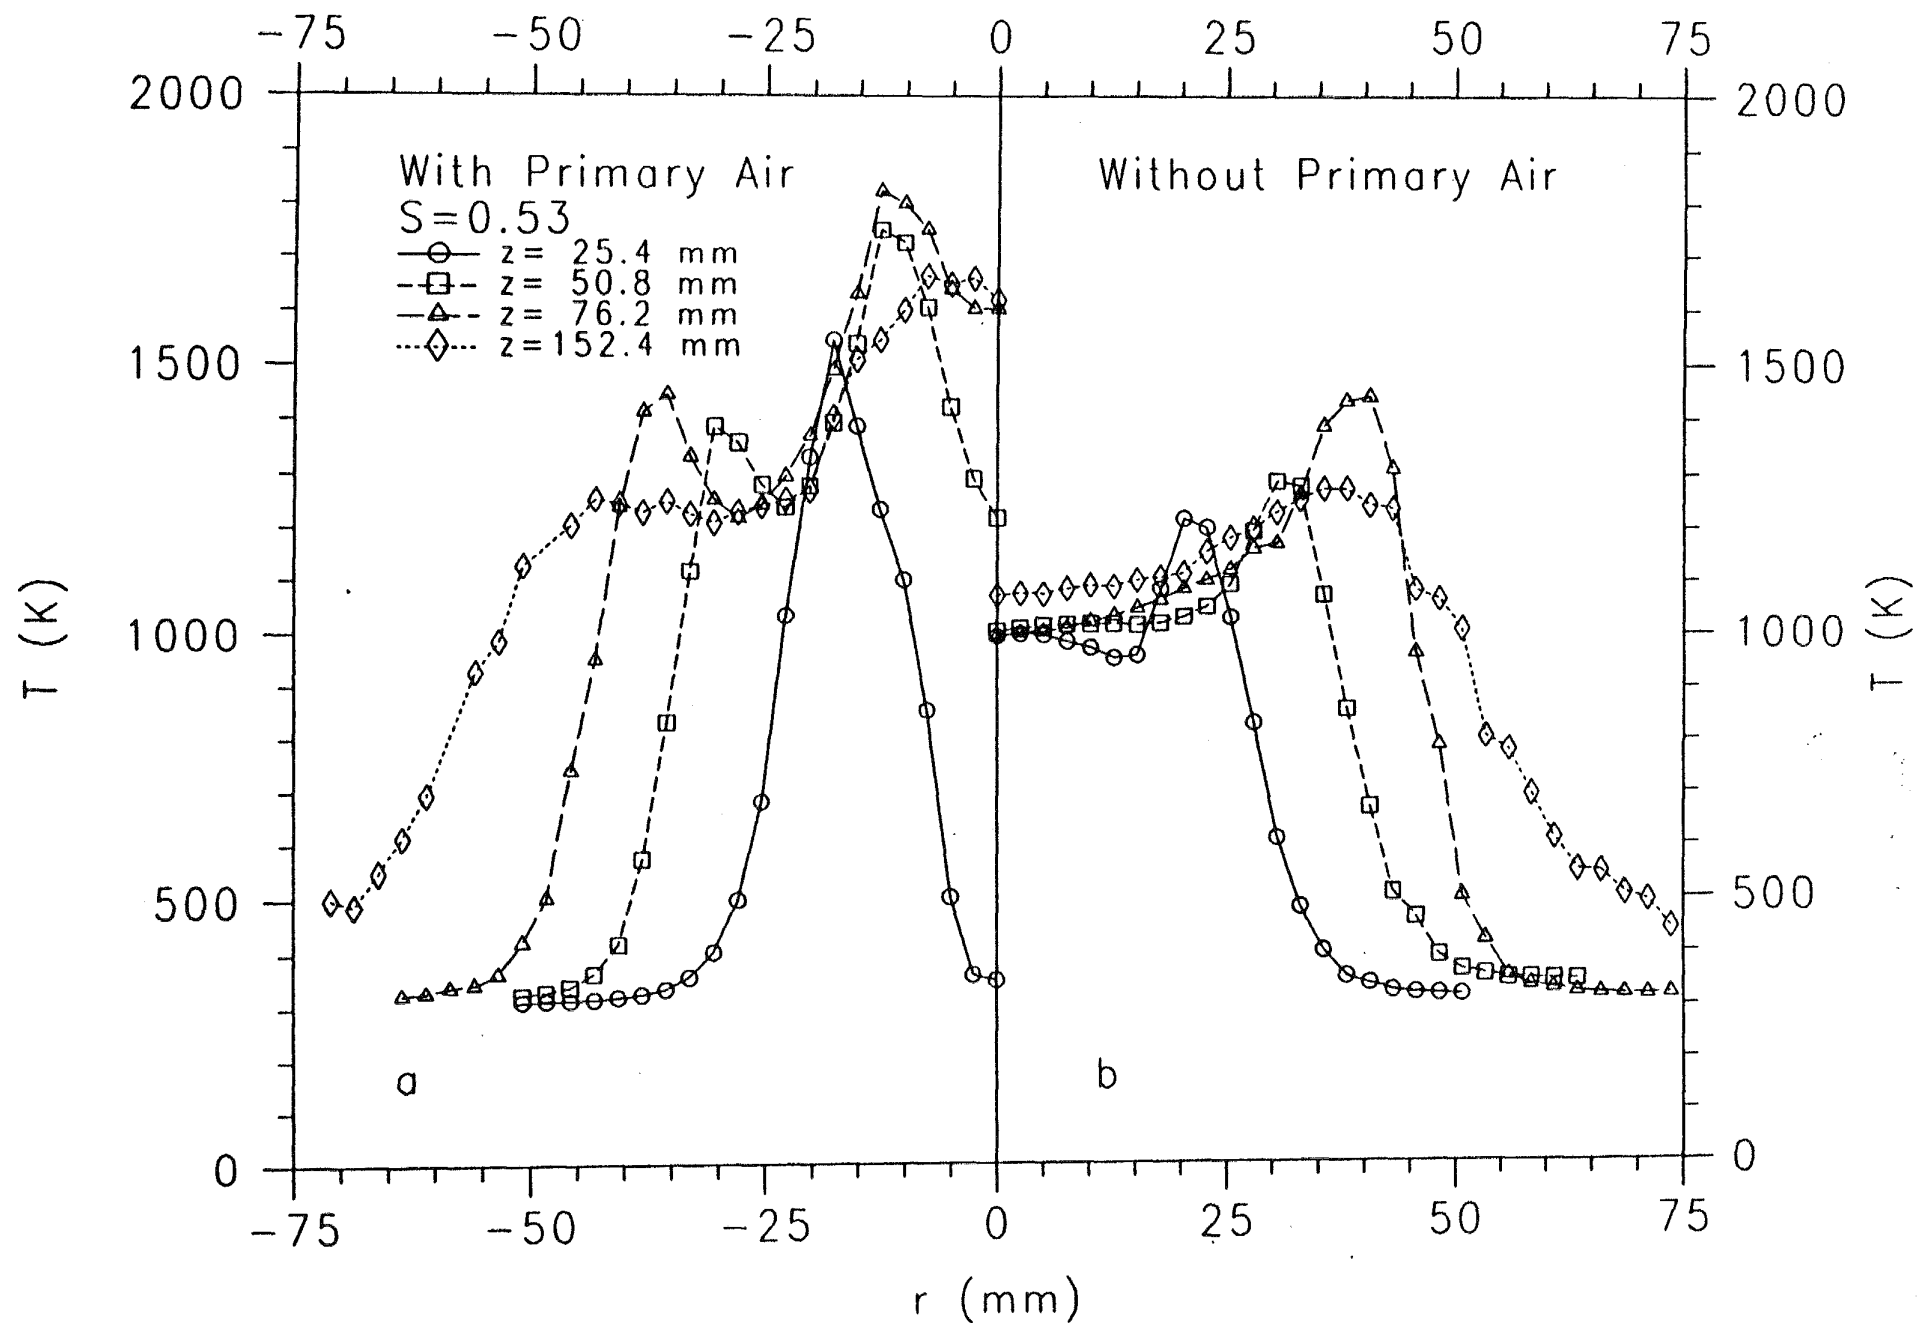 -75 -50 -25 0 25 50 75
2000 2000
With Primary Air Without Primary Air
S=0.53
z= 25.4 mm
z= 50.8 mm
z= 76.2 mm
z=152.4 mm
1500 1500
1000 1000
T (K) T (K)
500 500
a b
0 0
-75 -50 -25 0 25 50 75
r (mm)